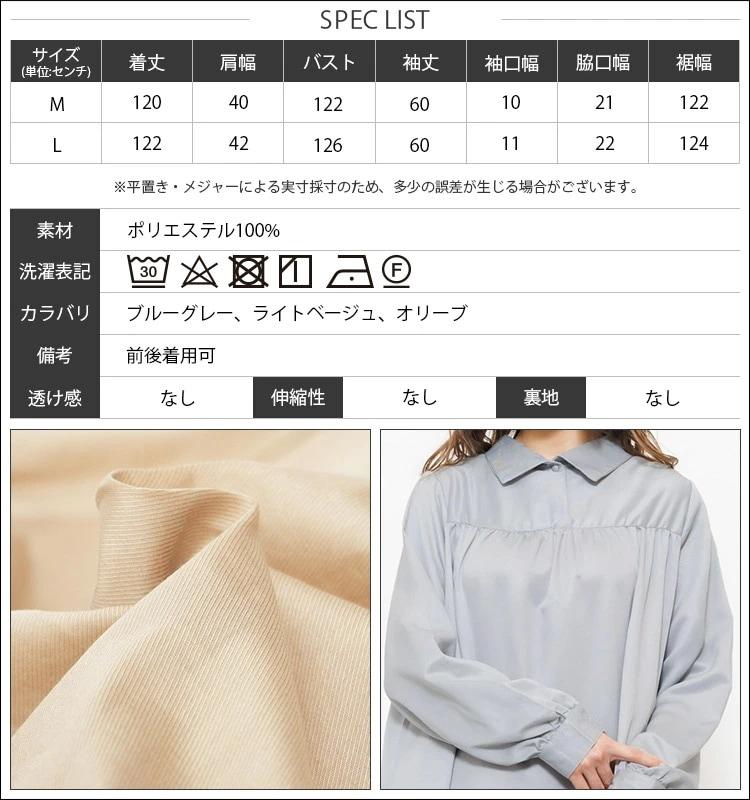 SPEC LIST
サイズ 着丈 肩幅 バスト 袖丈 袖口幅 脇口幅 裾幅
(単位:センチ)
M 120 40 122 60 10 21 122
L 122 42 126 60 11 22 124
※平置き・メジャーによる実寸採寸のため、多少の誤差が生じる場合がございます。
素材 ポリエステル100%
洗濯表記 30 F
カラバリ ブルーグレー、ライトベージュ、オリーブ
備考 前後着用可
透け感 なし 伸縮性 なし 裏地 なし